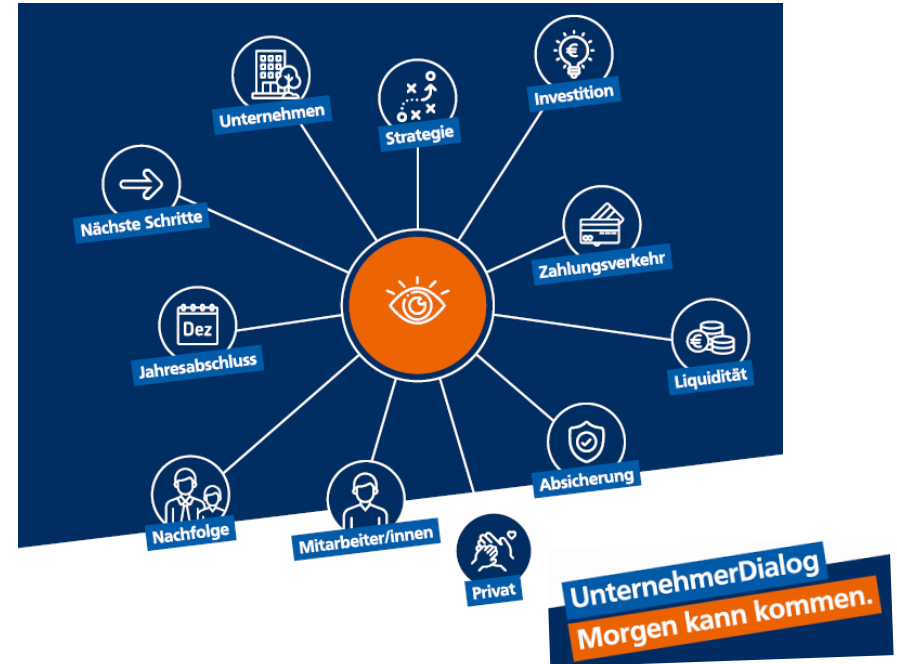 Unternehmen
Strategie
Investition
Nächste Schritte
Zahlungsverkehr
Dez
Jahresabschluss
Liquidität
Absicherung
Nachfolge
Mitarbeiter/innen
Privat
UnternehmerDialog
Morgen kann kommen.